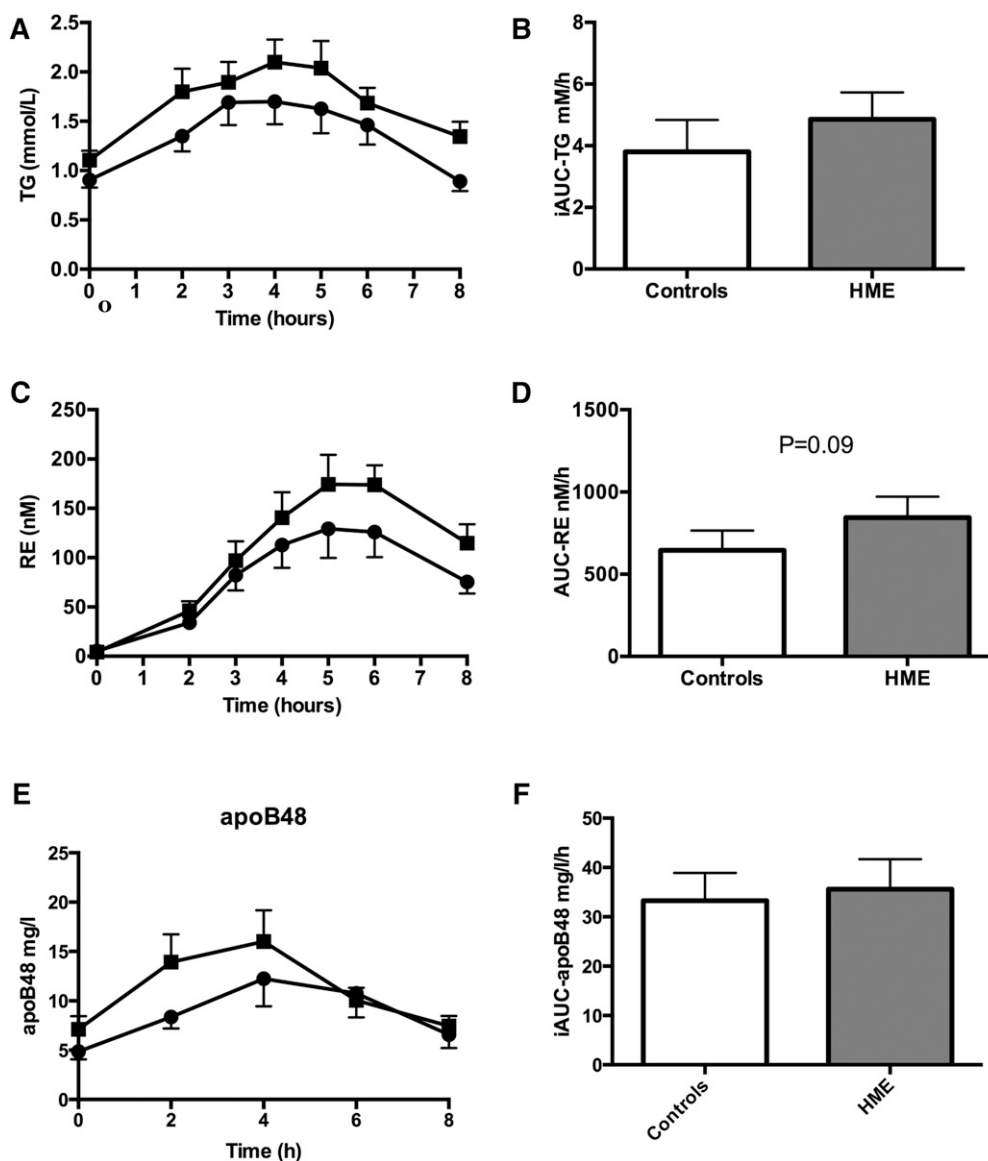 A
TG (mmol/L)
2.5
2.0
1.5
1.0
0.5
0.0
0 1 2 3 4 5 6 7 8
o
Time (hours)
B
iAUC-TG mM/h
8
6
4
2
0
Controls HME
C
RE (nM)
250
200
150
100
50
0
0 1 2 3 4 5 6 7 8
Time (hours)
D
AUC-RE nM/h
1500
1000
500
0
P=0.09
Controls HME
E
apoB48
apoB48 mg/l
25
20
15
10
5
0
0 2 4 6 8
Time (h)
F
iAUC-apoB48 mg/l/h
50
40
30
20
10
0
Controls HME